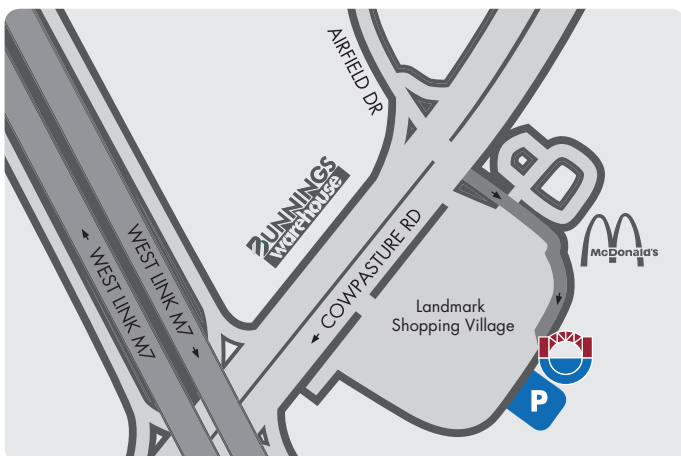 AIRFIELD DR
BUNNINGS
warehouse
McDonald's
WEST LINK M7
WEST LINK M7
COWPASTURE RD
Landmark
Shopping Village
P